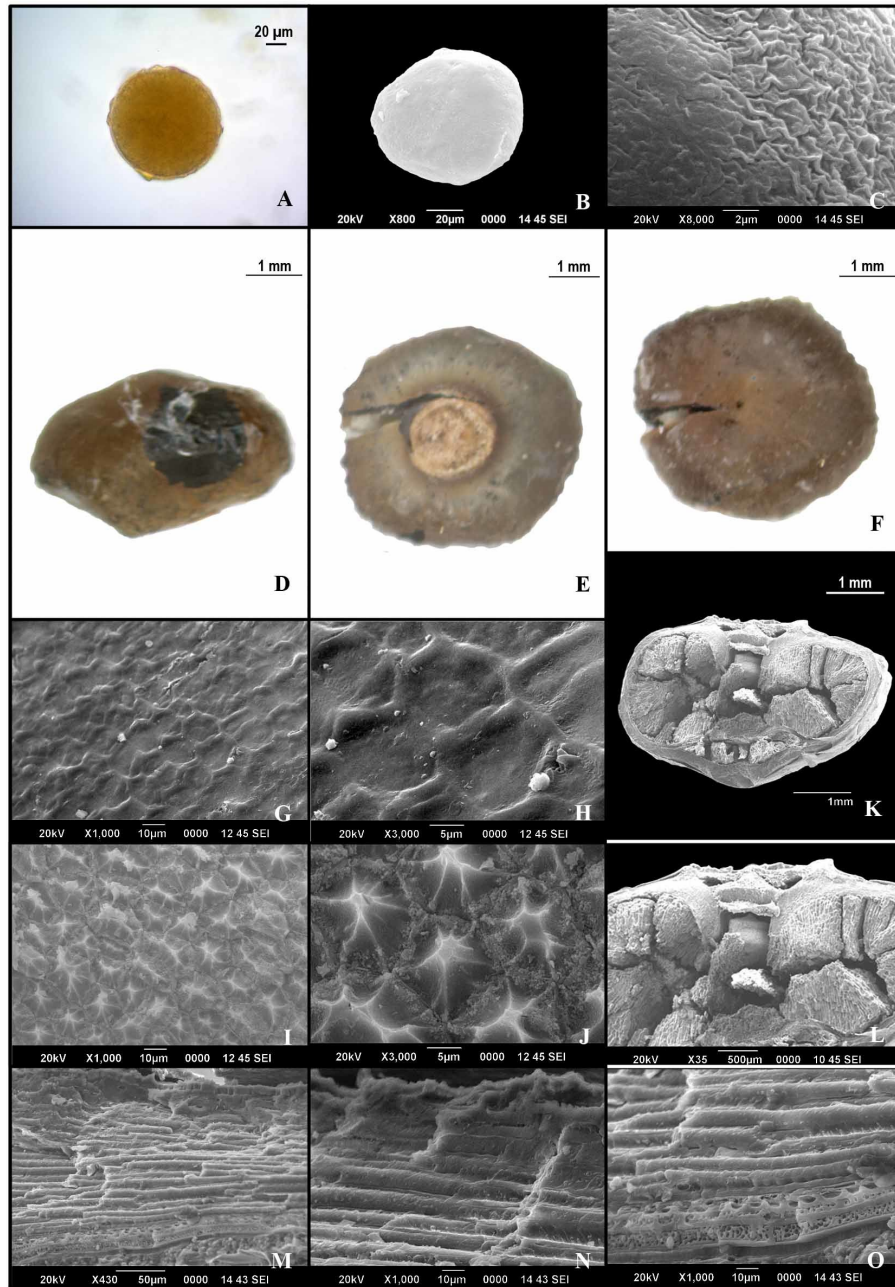 20 µm
A
B
20kV X800 20µm 0000 14 45 SEI
C
20kV X8,000 2µm 0000 14 45 SEI
1 mm
D
1 mm
E
1 mm
F
G
20kV X1,000 10µm 0000 12 45 SEI
H
20kV X3,000 5µm 0000 12 45 SEI
1 mm
1mm
K
I
20kV X1,000 10µm 0000 12 45 SEI
J
20kV X3,000 5µm 0000 12 45 SEI
L
20kV X35 500µm 0000 10 45 SEI
M
20kV X430 50µm 0000 14 43 SEI
N
20kV X1,000 10µm 0000 14 43 SEI
O
20kV X1,000 10µm 0000 14 43 SEI